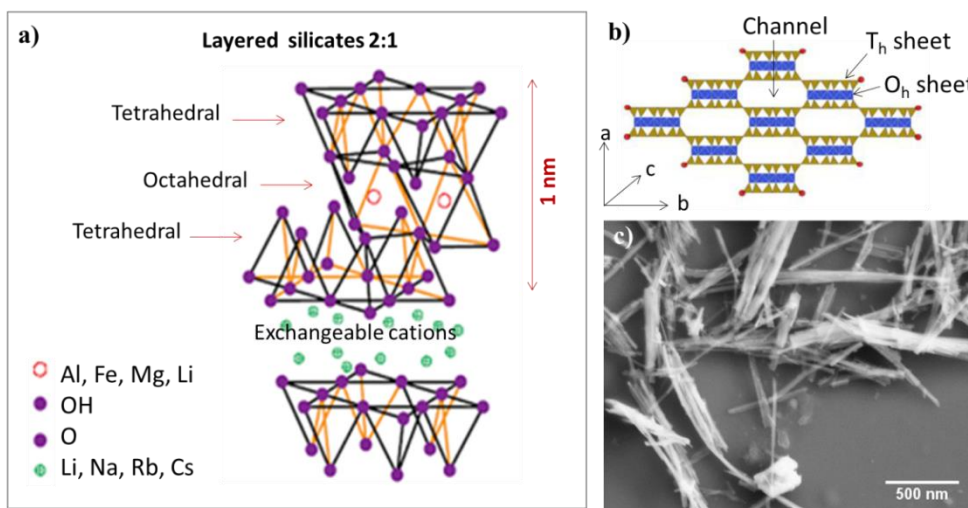 a)
Layered silicates 2:1
Tetrahedral
Octahedral
Tetrahedral
1 nm
Exchangeable cations
Al, Fe, Mg, Li
OH
O
Li, Na, Rb, Cs
b)
Channel
Th sheet
Oh sheet
a
c
b
c)
500 nm